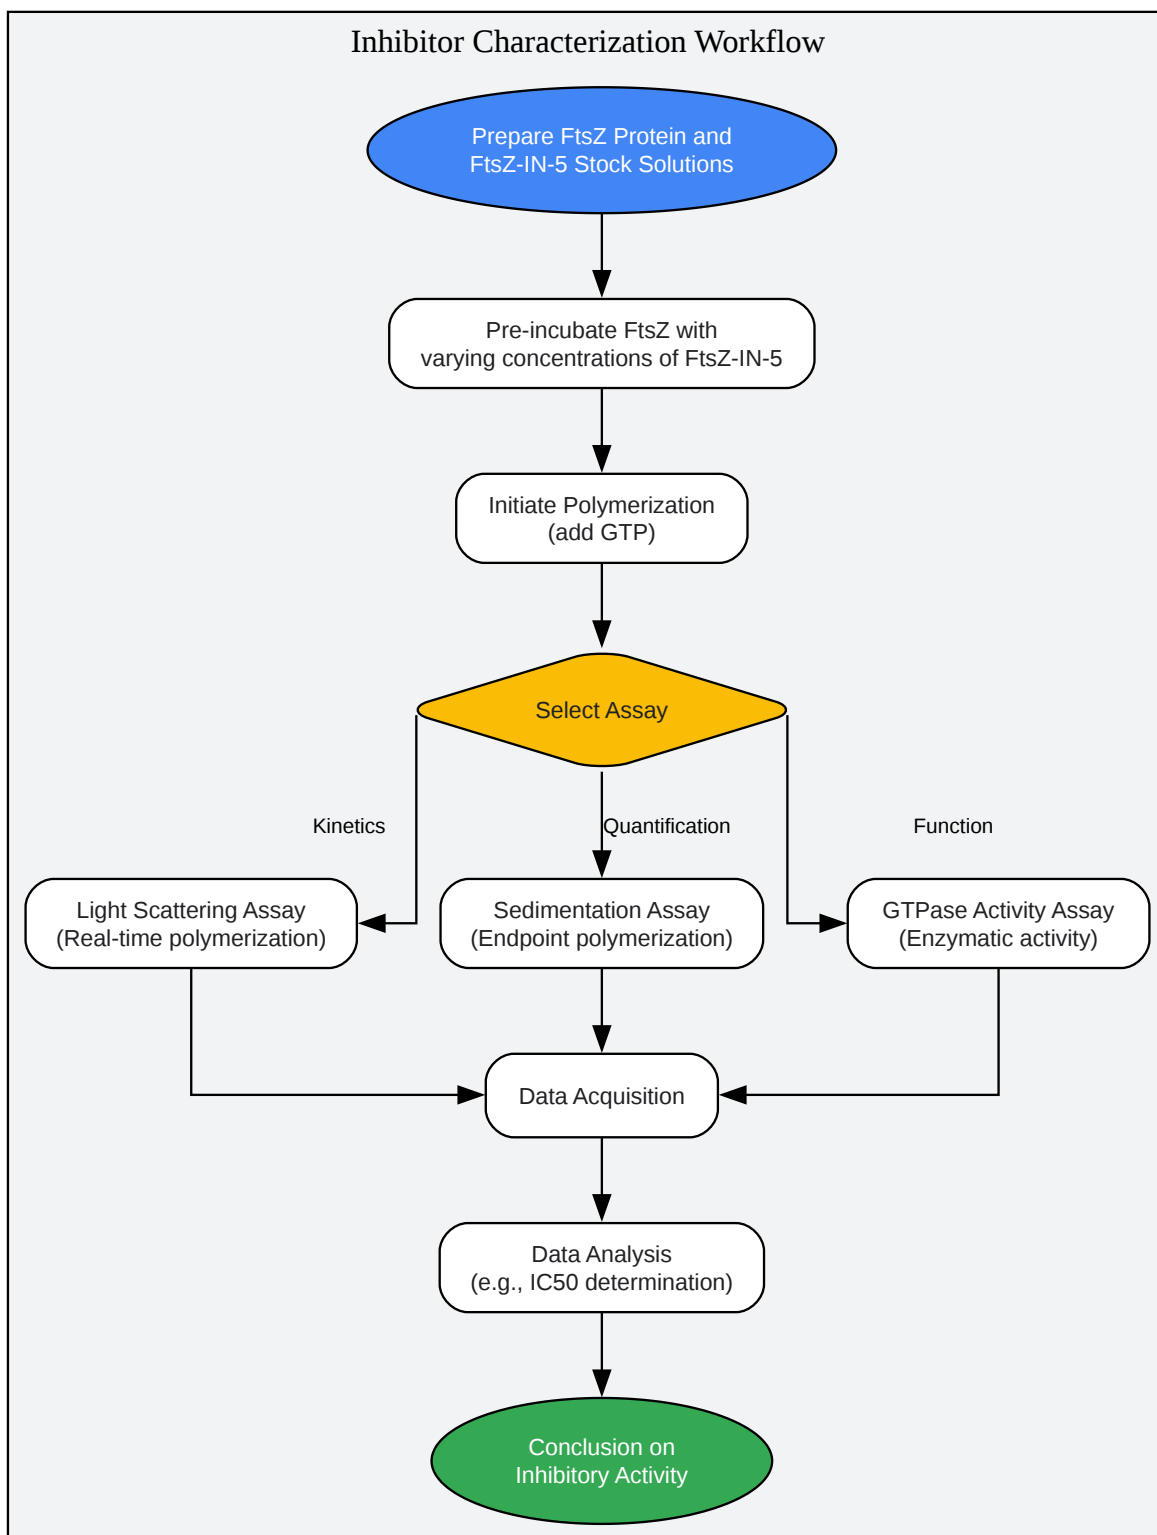 Inhibitor Characterization Workflow
Prepare FtsZ Protein and
FtsZ-IN-5 Stock Solutions
Pre-incubate FtsZ with
varying concentrations of FtsZ-IN-5
Initiate Polymerization
(add GTP)
Select Assay
Kinetics
Quantification
Function
Light Scattering Assay
(Real-time polymerization)
Sedimentation Assay
(Endpoint polymerization)
GTPase Activity Assay
(Enzymatic activity)
Data Acquisition
Data Analysis
(e.g., IC50 determination)
Conclusion on
Inhibitory Activity